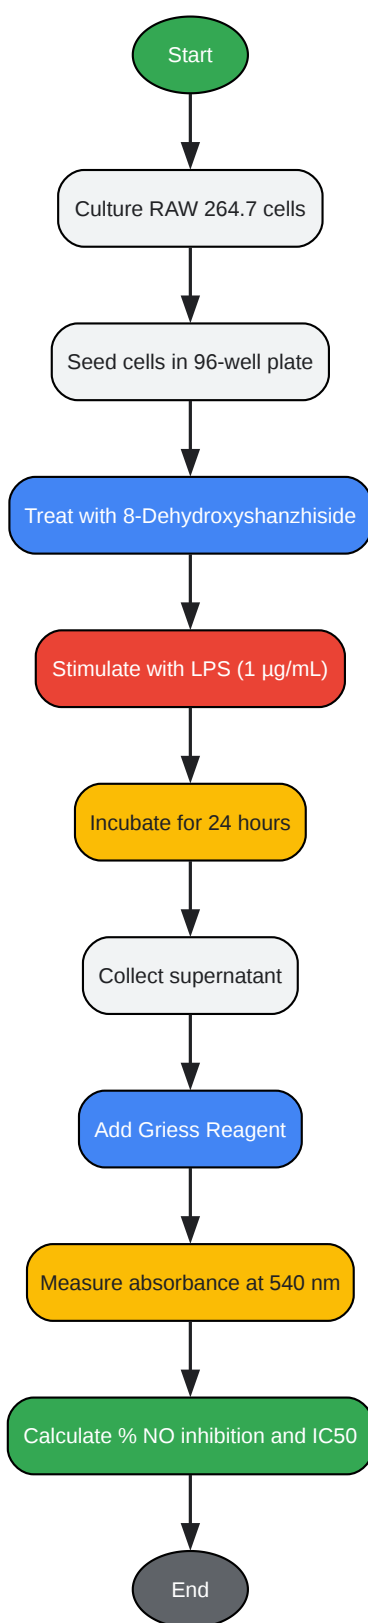 Start
Culture RAW 264.7 cells
Seed cells in 96-well plate
Treat with 8-Dehydroxyshanzhiside
Stimulate with LPS (1 µg/mL)
Incubate for 24 hours
Collect supernatant
Add Griess Reagent
Measure absorbance at 540 nm
Calculate % NO inhibition and IC50
End